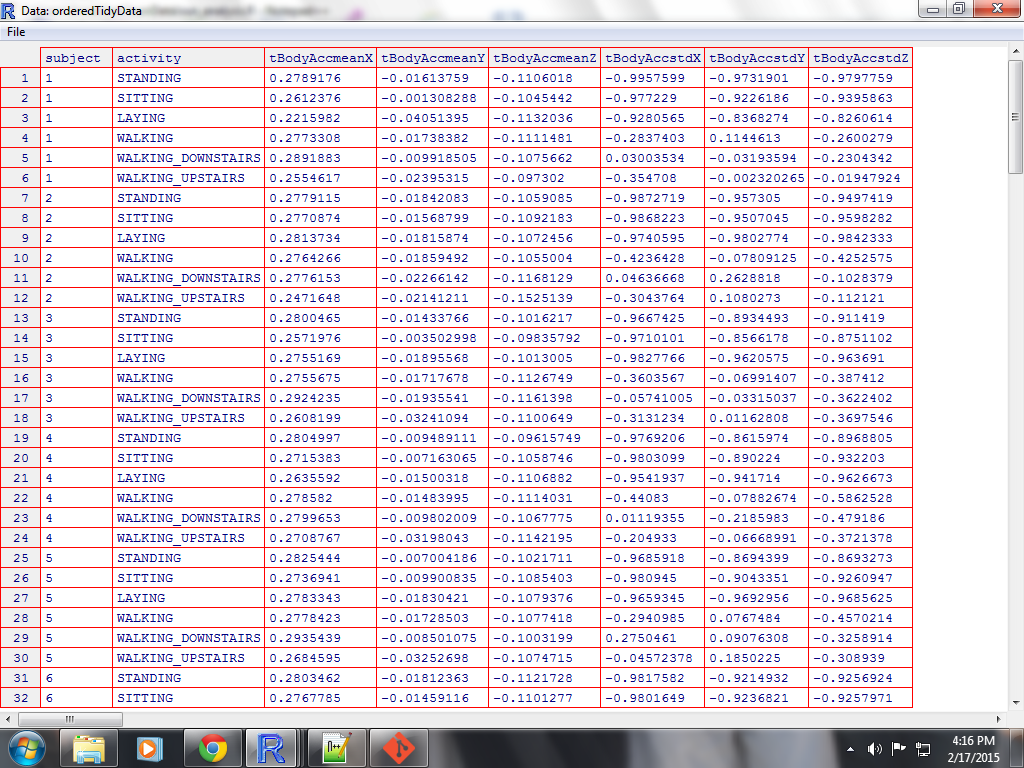 Data: orderedTidyData
File
subject activity tBodyAccmeanX tBodyAccmeanY tBodyAccmeanZ tBodyAccstdX tBodyAccstdY tBodyAccstdZ
1 1 STANDING 0.2789176 -0.01613759 -0.1106018 -0.9957599 -0.9731901 -0.9797759
2 1 SITTING 0.2612376 -0.001308288 -0.1045442 -0.977229 -0.9226186 -0.9395863
3 1 LAYING 0.2215982 -0.04051395 -0.1132036 -0.9280565 -0.8368274 -0.8260614
4 1 WALKING 0.2773308 -0.01738382 -0.1111481 -0.2837403 0.1144613 -0.2600279
5 1 WALKING_DOWNSTAIRS 0.2891883 -0.009918505 -0.1075662 0.03003534 -0.03193594 -0.2304342
6 1 WALKING_UPSTAIRS 0.2554617 -0.02395315 -0.097302 -0.354708 -0.002320265 -0.01947924
7 2 STANDING 0.2779115 -0.01842083 -0.1059085 -0.9872719 -0.957305 -0.9497419
8 2 SITTING 0.2770874 -0.01568799 -0.1092183 -0.9868223 -0.9507045 -0.9598282
9 2 LAYING 0.2813734 -0.01815874 -0.1072456 -0.9740595 -0.9802774 -0.9842333
10 2 WALKING 0.2764266 -0.01859492 -0.1055004 -0.4236428 -0.07809125 -0.4252575
11 2 WALKING_DOWNSTAIRS 0.2776153 -0.02266142 -0.1168129 0.04636668 0.2628818 -0.1028379
12 2 WALKING_UPSTAIRS 0.2471648 -0.02141211 -0.1525139 -0.3043764 0.1080273 -0.112121
13 3 STANDING 0.2800465 -0.01433766 -0.1016217 -0.9667425 -0.8934493 -0.911419
14 3 SITTING 0.2571976 -0.003502998 -0.09835792 -0.9710101 -0.8566178 -0.8751102
15 3 LAYING 0.2755169 -0.01895568 -0.1013005 -0.9827766 -0.9620575 -0.963691
16 3 WALKING 0.2755675 -0.01717678 -0.1126749 -0.3603567 -0.06991407 -0.387412
17 3 WALKING_DOWNSTAIRS 0.2924235 -0.01935541 -0.1161398 -0.05741005 -0.03315037 -0.3622402
18 3 WALKING_UPSTAIRS 0.2608199 -0.03241094 -0.1100649 -0.3131234 0.01162808 -0.3697546
19 4 STANDING 0.2804997 -0.009489111 -0.09615749 -0.9769206 -0.8615974 -0.8968805
20 4 SITTING 0.2715383 -0.007163065 -0.1058746 -0.9803099 -0.890224 -0.932203
21 4 LAYING 0.2635592 -0.01500318 -0.1106882 -0.9541937 -0.941714 -0.9626673
22 4 WALKING 0.278582 -0.01483995 -0.1114031 -0.44083 -0.07882674 -0.5862528
23 4 WALKING_DOWNSTAIRS 0.2799653 -0.009802009 -0.1067775 0.01119355 -0.2185983 -0.479186
24 4 WALKING_UPSTAIRS 0.2708767 -0.03198043 -0.1142195 -0.204933 -0.06668991 -0.3721378
25 5 STANDING 0.2825444 -0.007004186 -0.1021711 -0.9685918 -0.8694399 -0.8693273
26 5 SITTING 0.2736941 -0.009900835 -0.1085403 -0.980945 -0.9043351 -0.9260947
27 5 LAYING 0.2783343 -0.01830421 -0.1079376 -0.9659345 -0.9692956 -0.9685625
28 5 WALKING 0.2778423 -0.01728503 -0.1077418 -0.2940985 0.0767484 -0.4570214
29 5 WALKING_DOWNSTAIRS 0.2935439 -0.008501075 -0.1003199 0.2750461 0.09076308 -0.3258914
30 5 WALKING_UPSTAIRS 0.2684595 -0.03252698 -0.1074715 -0.04572378 0.1850225 -0.308939
31 6 STANDING 0.2803462 -0.01812363 -0.1121728 -0.9817582 -0.9214932 -0.9256924
32 6 SITTING 0.2767785 -0.01459116 -0.1101277 -0.9801649 -0.9236821 -0.9257971
4:16 PM
2/17/2015